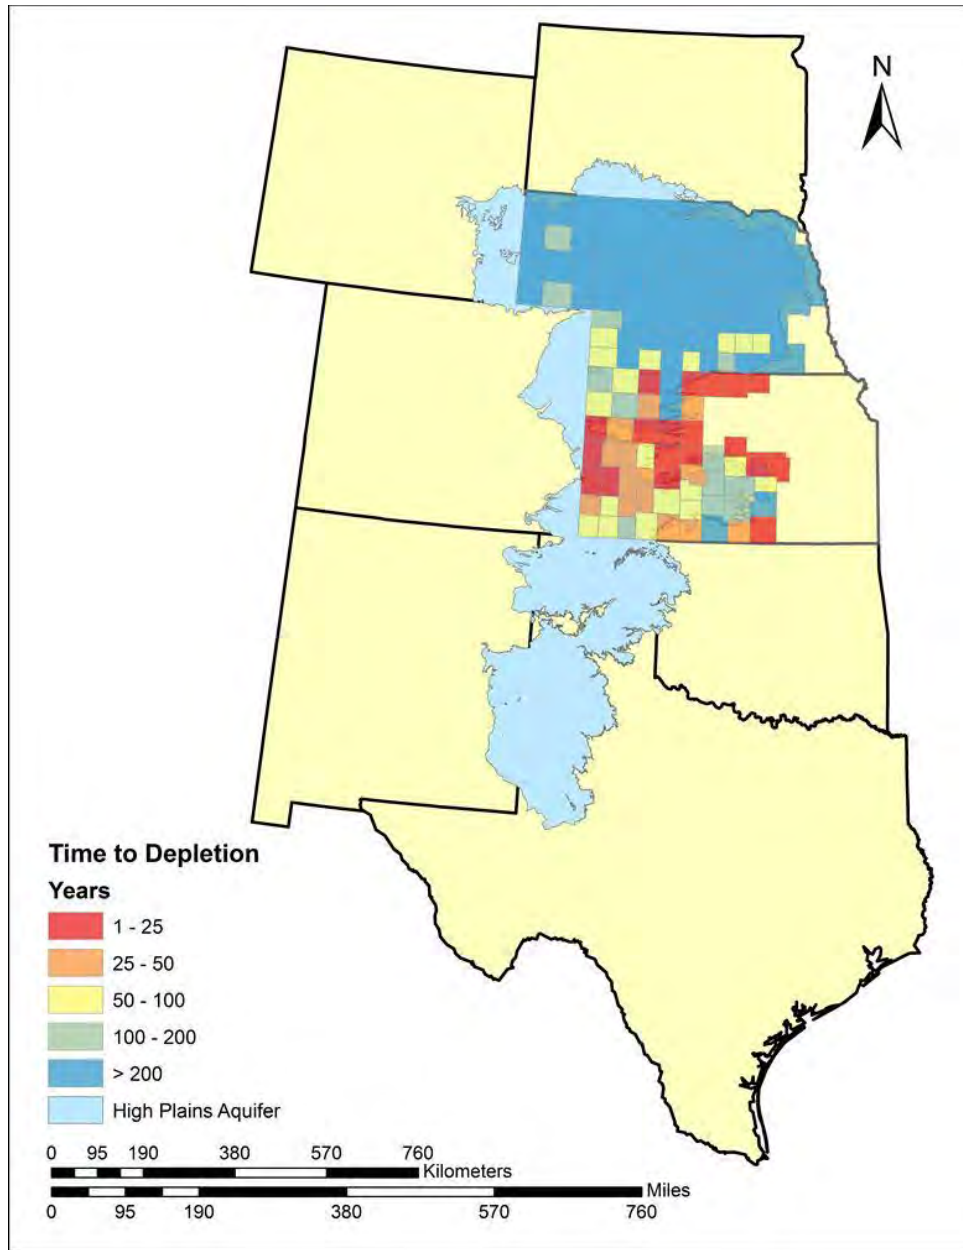 N
Time to Depletion
Years
1 - 25
25 - 50
50 - 100
100 - 200
> 200
High Plains Aquifer
0 95 190 380 570 760
Kilometers
Miles
0 95 190 380 570 760